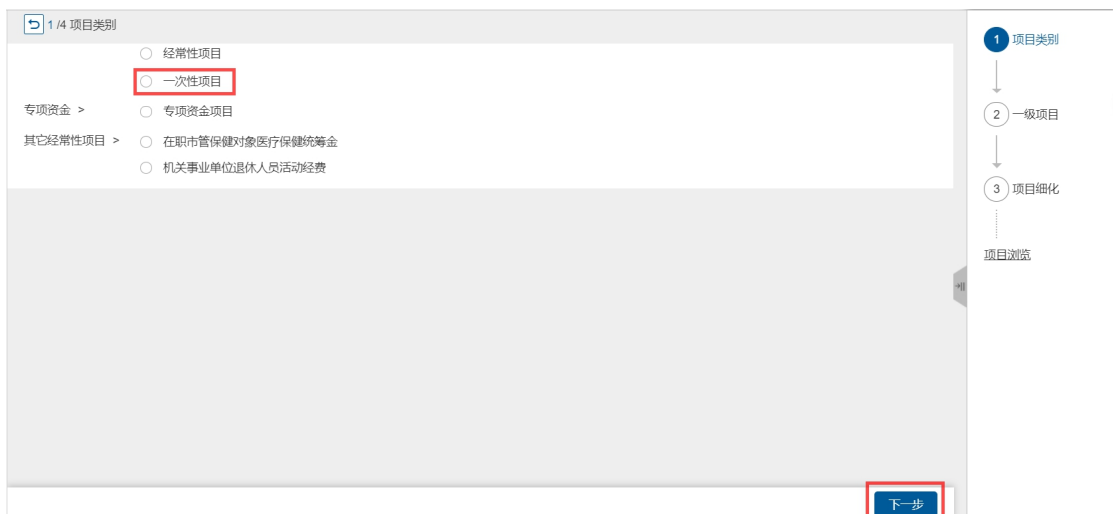 1 /4 项目类别
经常性项目
一次性项目
专项资金 > 专项资金项目
其它经常性项目 > 在职市管保健对象医疗保健统筹金
机关事业单位退休人员活动经费
下一步
1 项目类别
2 一级项目
3 项目细化
项目浏览